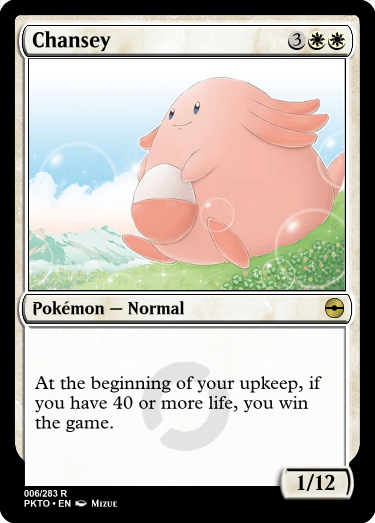 Chansey 3
Pokémon — Normal
At the beginning of your upkeep, if
you have 40 or more life, you win
the game.
1/12
006/283 R
PKTO • EN Mizue